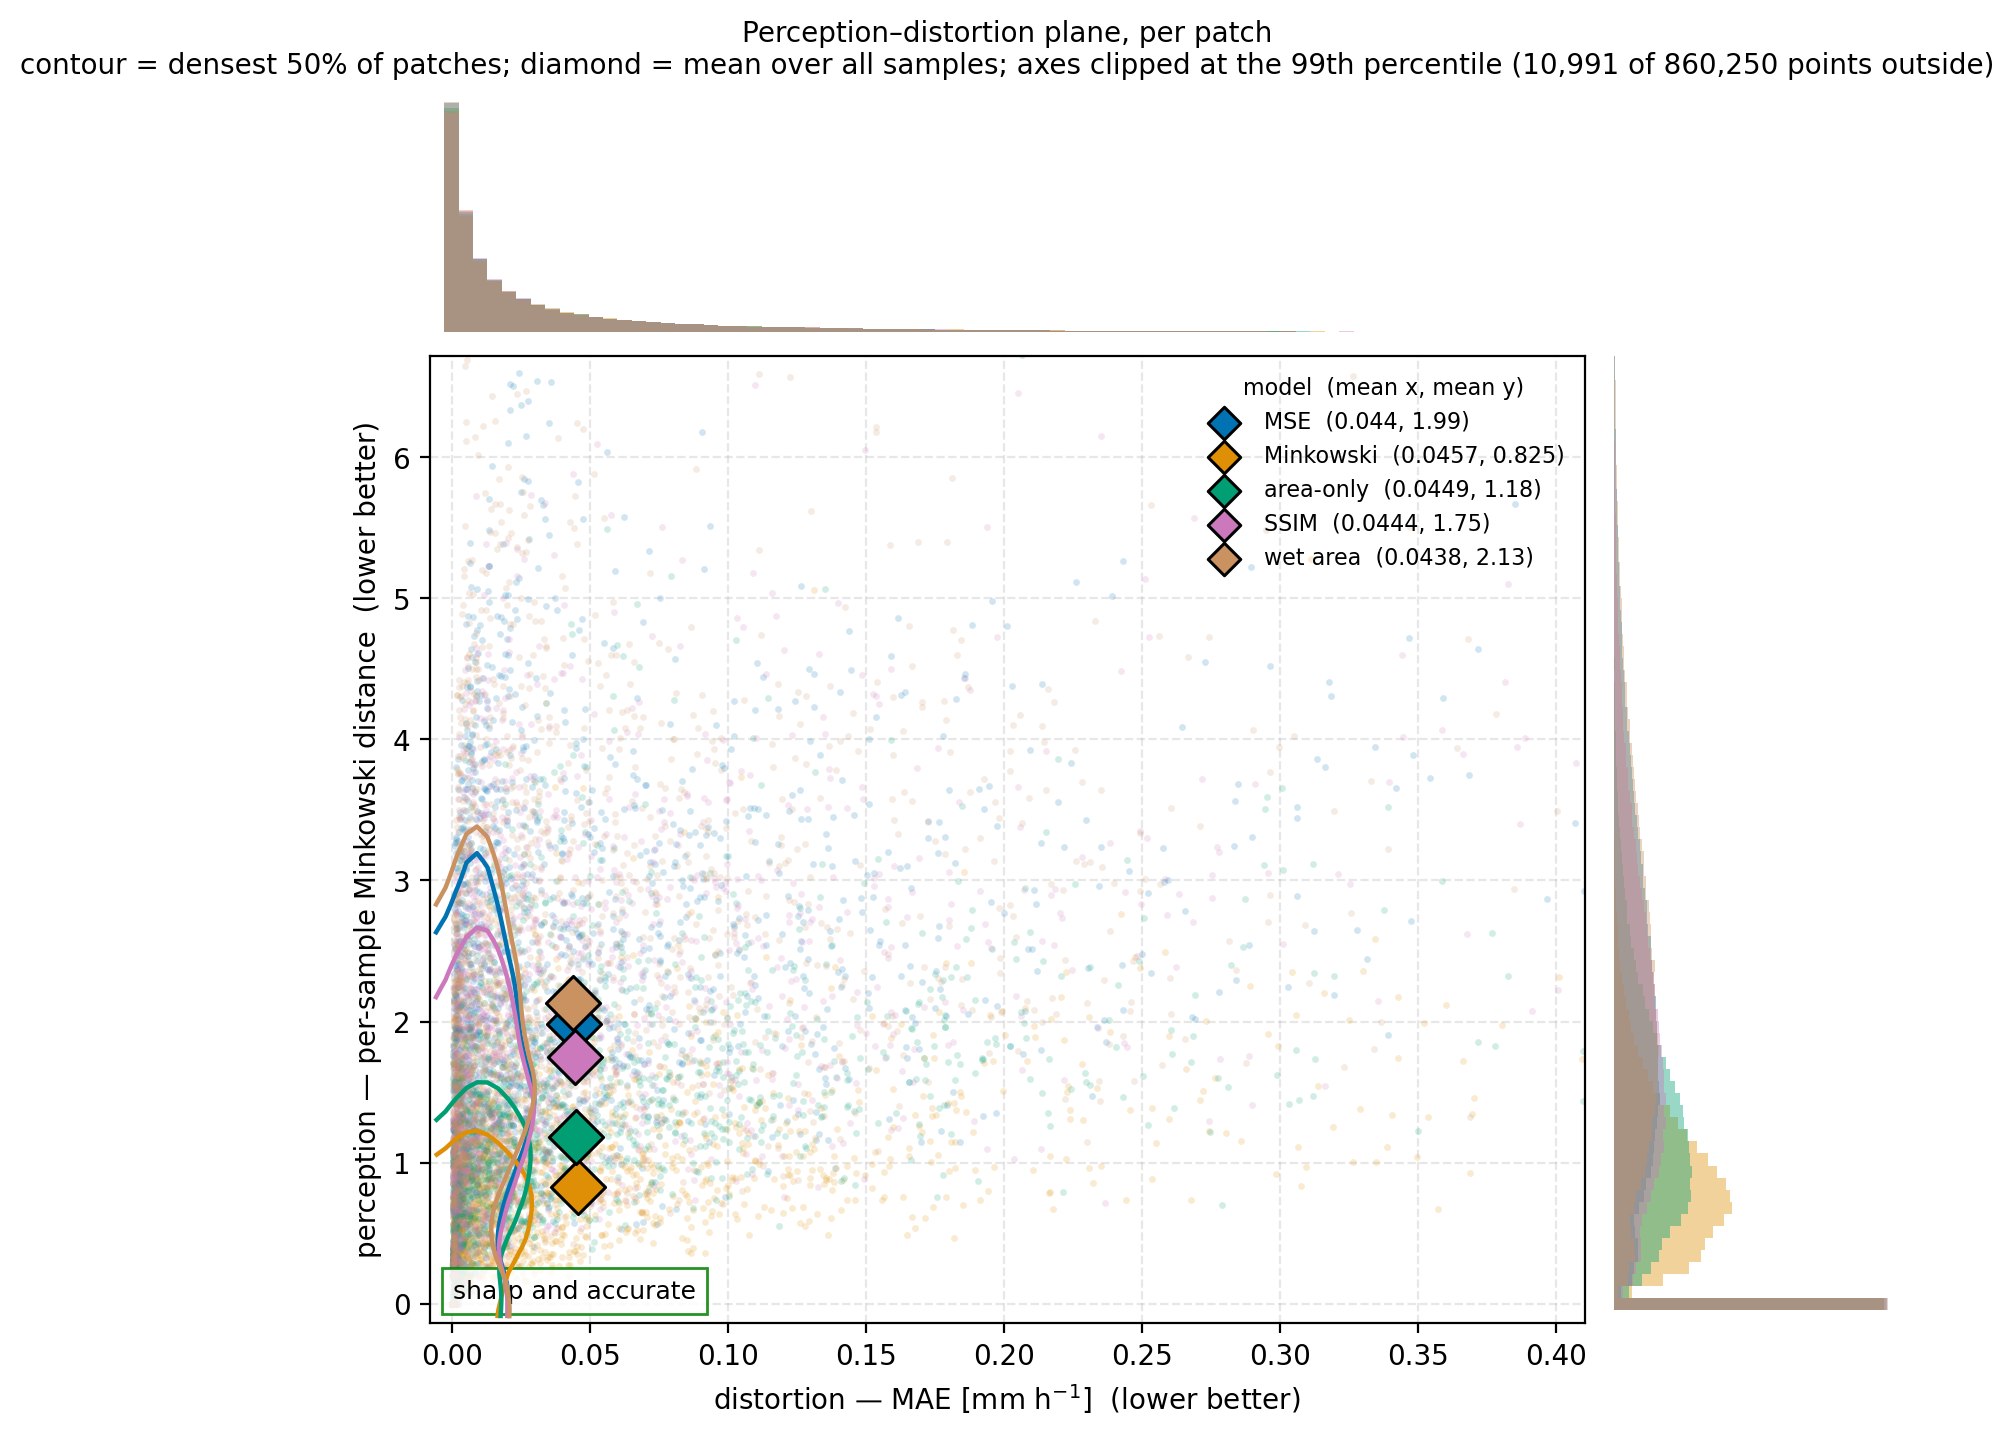 Perception–distortion plane, per patch
contour = densest 50% of patches; diamond = mean over all samples; axes clipped at the 99th percentile (10,991 of 860,250 points outside)
model (mean x, mean y)
MSE (0.044, 1.99)
Minkowski (0.0457, 0.825)
area-only (0.0449, 1.18)
SSIM (0.0444, 1.75)
wet area (0.0438, 2.13)
perception — per-sample Minkowski distance (lower better)
6
5
4
3
2
1
0
sharp and accurate
0.00 0.05 0.10 0.15 0.20 0.25 0.30 0.35 0.40
distortion — MAE [mm h⁻¹] (lower better)